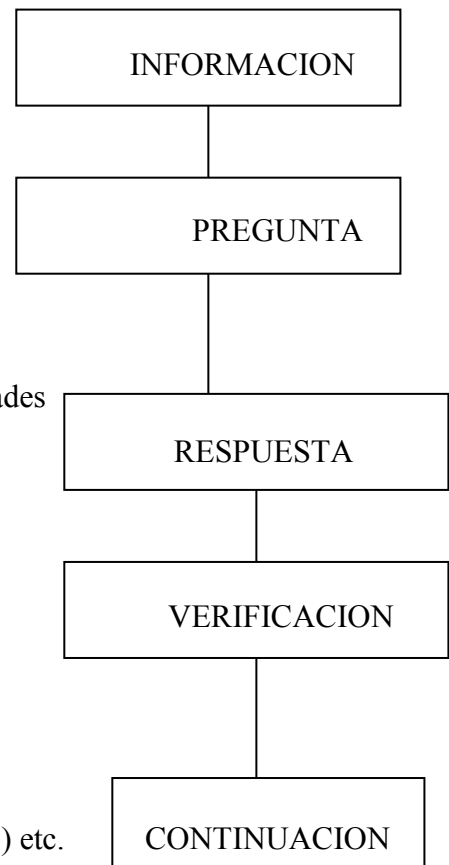 INFORMACION
PREGUNTA
ades
RESPUESTA
VERIFICACION
) etc.
CONTINUACION